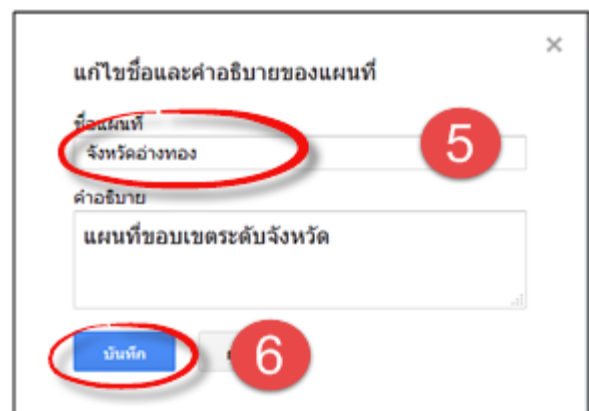 ×
แก้ไขชื่อและคำอธิบายของแผนที่
ชื่อแผนที่
จังหวัดอ่างทอง
5
คำอธิบาย
แผนที่ขอบเขตระดับจังหวัด
บันทึก
6